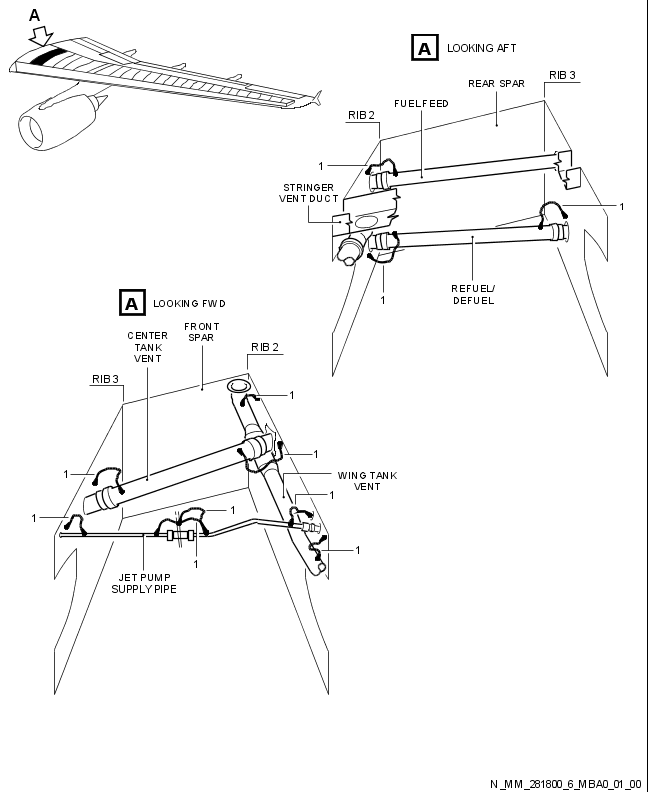 A
A LOOKING AFT
RIB 3
REAR SPAR
FUEL FEED
RIB 2
1
STRINGER
VENT DUCT
1
REFUEL/
DEFUEL
1
A LOOKING FWD
FRONT
SPAR
CENTER
TANK
VENT
RIB 2
RIB 3
1
1
1
WING TANK
VENT
1
1
1
1
1
JET PUMP
SUPPLY PIPE
N_MM_281800_6_MBA0_01_00